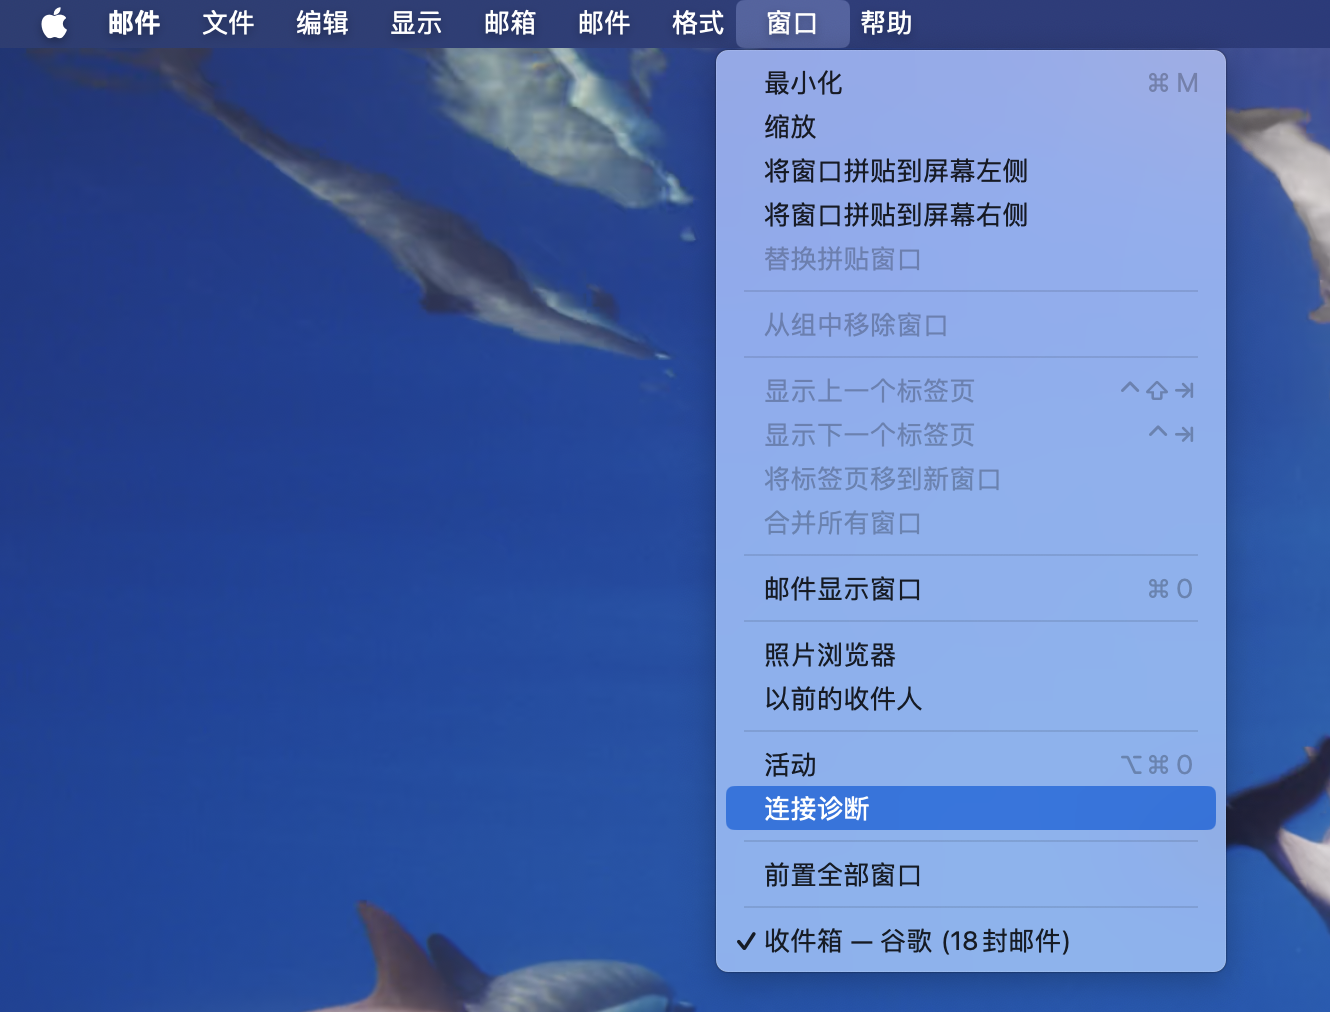 邮件 文件 编辑 显示 邮箱 邮件 格式 窗口 帮助
最小化 ⌘ M
缩放
将窗口拼贴到屏幕左侧
将窗口拼贴到屏幕右侧
替换拼贴窗口
从组中移除窗口
显示上一个标签页 ^⇧⇥
显示下一个标签页 ^⇥
将标签页移到新窗口
合并所有窗口
邮件显示窗口 ⌘ 0
照片浏览器
以前的收件人
活动 ⌥⌘ 0
连接诊断
前置全部窗口
✓ 收件箱 — 谷歌 (18 封邮件)